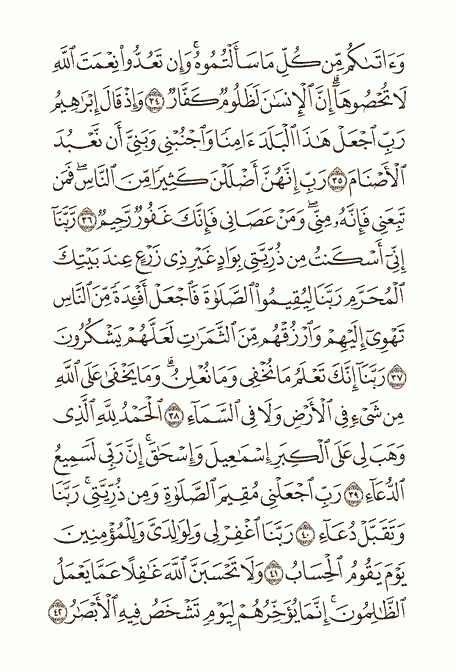 وَءَاتَىٰكُم مِّن كُلِّ مَا سَأَلْتُمُوهُۚ وَإِن تَعُدُّواْ نِعْمَتَ ٱللَّهِ
لَا تُحْصُوهَآۗ إِنَّ ٱلْإِنسَٰنَ لَظَلُومٌ كَفَّارٌ ٣٤ وَإِذْ قَالَ إِبْرَٰهِيمُ
رَبِّ ٱجْعَلْ هَٰذَا ٱلْبَلَدَ ءَامِنًا وَٱجْنُبْنِي وَبَنِيَّ أَن نَّعْبُدَ
ٱلْأَصْنَامَ ٣٥ رَبِّ إِنَّهُنَّ أَضْلَلْنَ كَثِيرًا مِّنَ ٱلنَّاسِۖ فَمَن
تَبِعَنِي فَإِنَّهُۥ مِنِّيۖ وَمَنْ عَصَانِي فَإِنَّكَ غَفُورٌ رَّحِيمٌ ٣٦ رَّبَّنَآ
إِنِّيٓ أَسْكَنتُ مِن ذُرِّيَّتِي بِوَادٍ غَيْرِ ذِي زَرْعٍ عِندَ بَيْتِكَ
ٱلْمُحَرَّمِ رَبَّنَا لِيُقِيمُواْ ٱلصَّلَوٰةَ فَٱجْعَلْ أَفْـِٔدَةً مِّنَ ٱلنَّاسِ
تَهْوِيٓ إِلَيْهِمْ وَٱرْزُقْهُم مِّنَ ٱلثَّمَرَٰتِ لَعَلَّهُمْ يَشْكُرُونَ
٣٧ رَبَّنَآ إِنَّكَ تَعْلَمُ مَا نُخْفِي وَمَا نُعْلِنُۗ وَمَا يَخْفَىٰ عَلَى ٱللَّهِ
مِن شَيْءٍ فِي ٱلْأَرْضِ وَلَا فِي ٱلسَّمَآءِ ٣٨ ٱلْحَمْدُ لِلَّهِ ٱلَّذِي
وَهَبَ لِي عَلَى ٱلْكِبَرِ إِسْمَٰعِيلَ وَإِسْحَٰقَۚ إِنَّ رَبِّي لَسَمِيعُ
ٱلدُّعَآءِ ٣٩ رَبِّ ٱجْعَلْنِي مُقِيمَ ٱلصَّلَوٰةِ وَمِن ذُرِّيَّتِيۚ رَبَّنَا
وَتَقَبَّلْ دُعَآءِ ٤٠ رَبَّنَا ٱغْفِرْ لِي وَلِوَٰلِدَيَّ وَلِلْمُؤْمِنِينَ
يَوْمَ يَقُومُ ٱلْحِسَابُ ٤١ وَلَا تَحْسَبَنَّ ٱللَّهَ غَٰفِلًا عَمَّا يَعْمَلُ
ٱلظَّٰلِمُونَۚ إِنَّمَا يُؤَخِّرُهُمْ لِيَوْمٍ تَشْخَصُ فِيهِ ٱلْأَبْصَٰرُ ٤٢